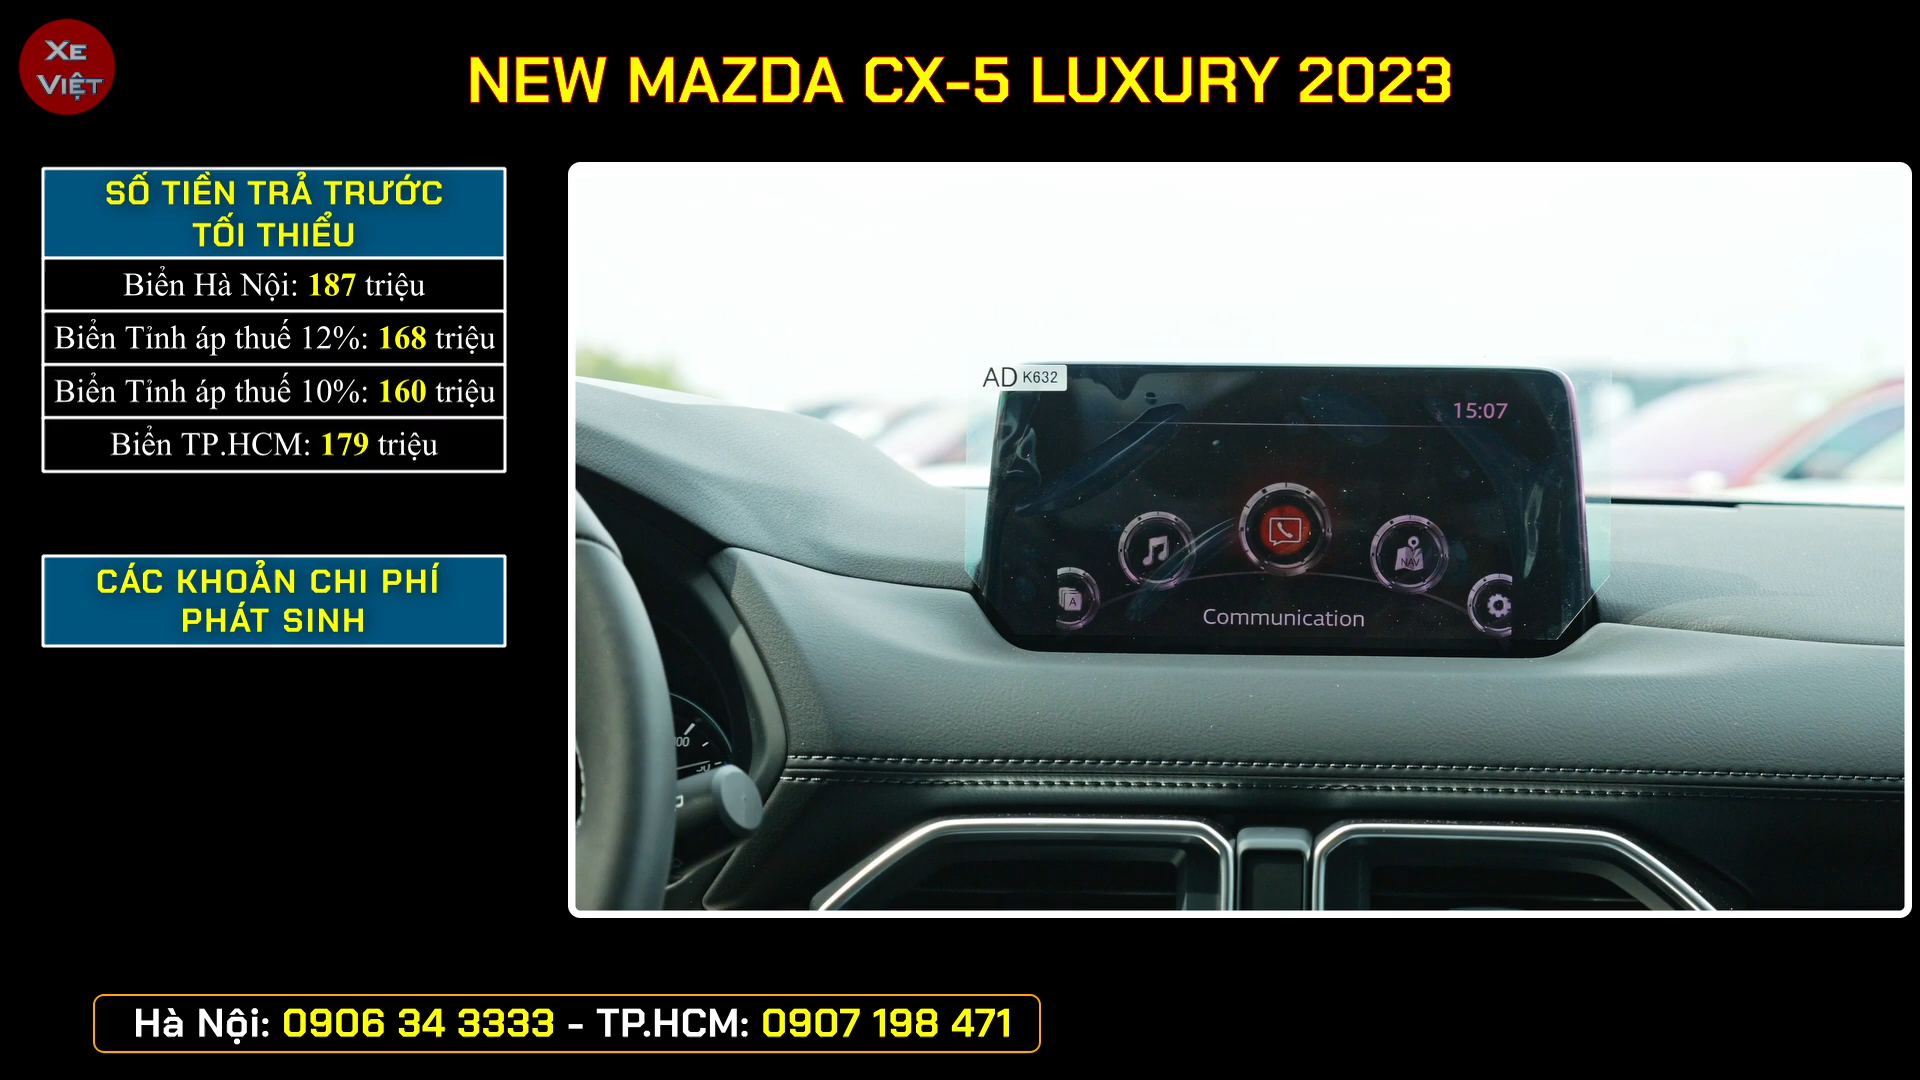 XE
VIỆT
NEW MAZDA CX-5 LUXURY 2023
SỐ TIỀN TRẢ TRƯỚC
TỐI THIỂU
Biển Hà Nội: 187 triệu
Biển Tỉnh áp thuế 12%: 168 triệu
Biển Tỉnh áp thuế 10%: 160 triệu
Biển TP.HCM: 179 triệu
CÁC KHOẢN CHI PHÍ
PHÁT SINH
AD K632
15:07
NAV
A
Communication
Hà Nội: 0906 34 3333 - TP.HCM: 0907 198 471